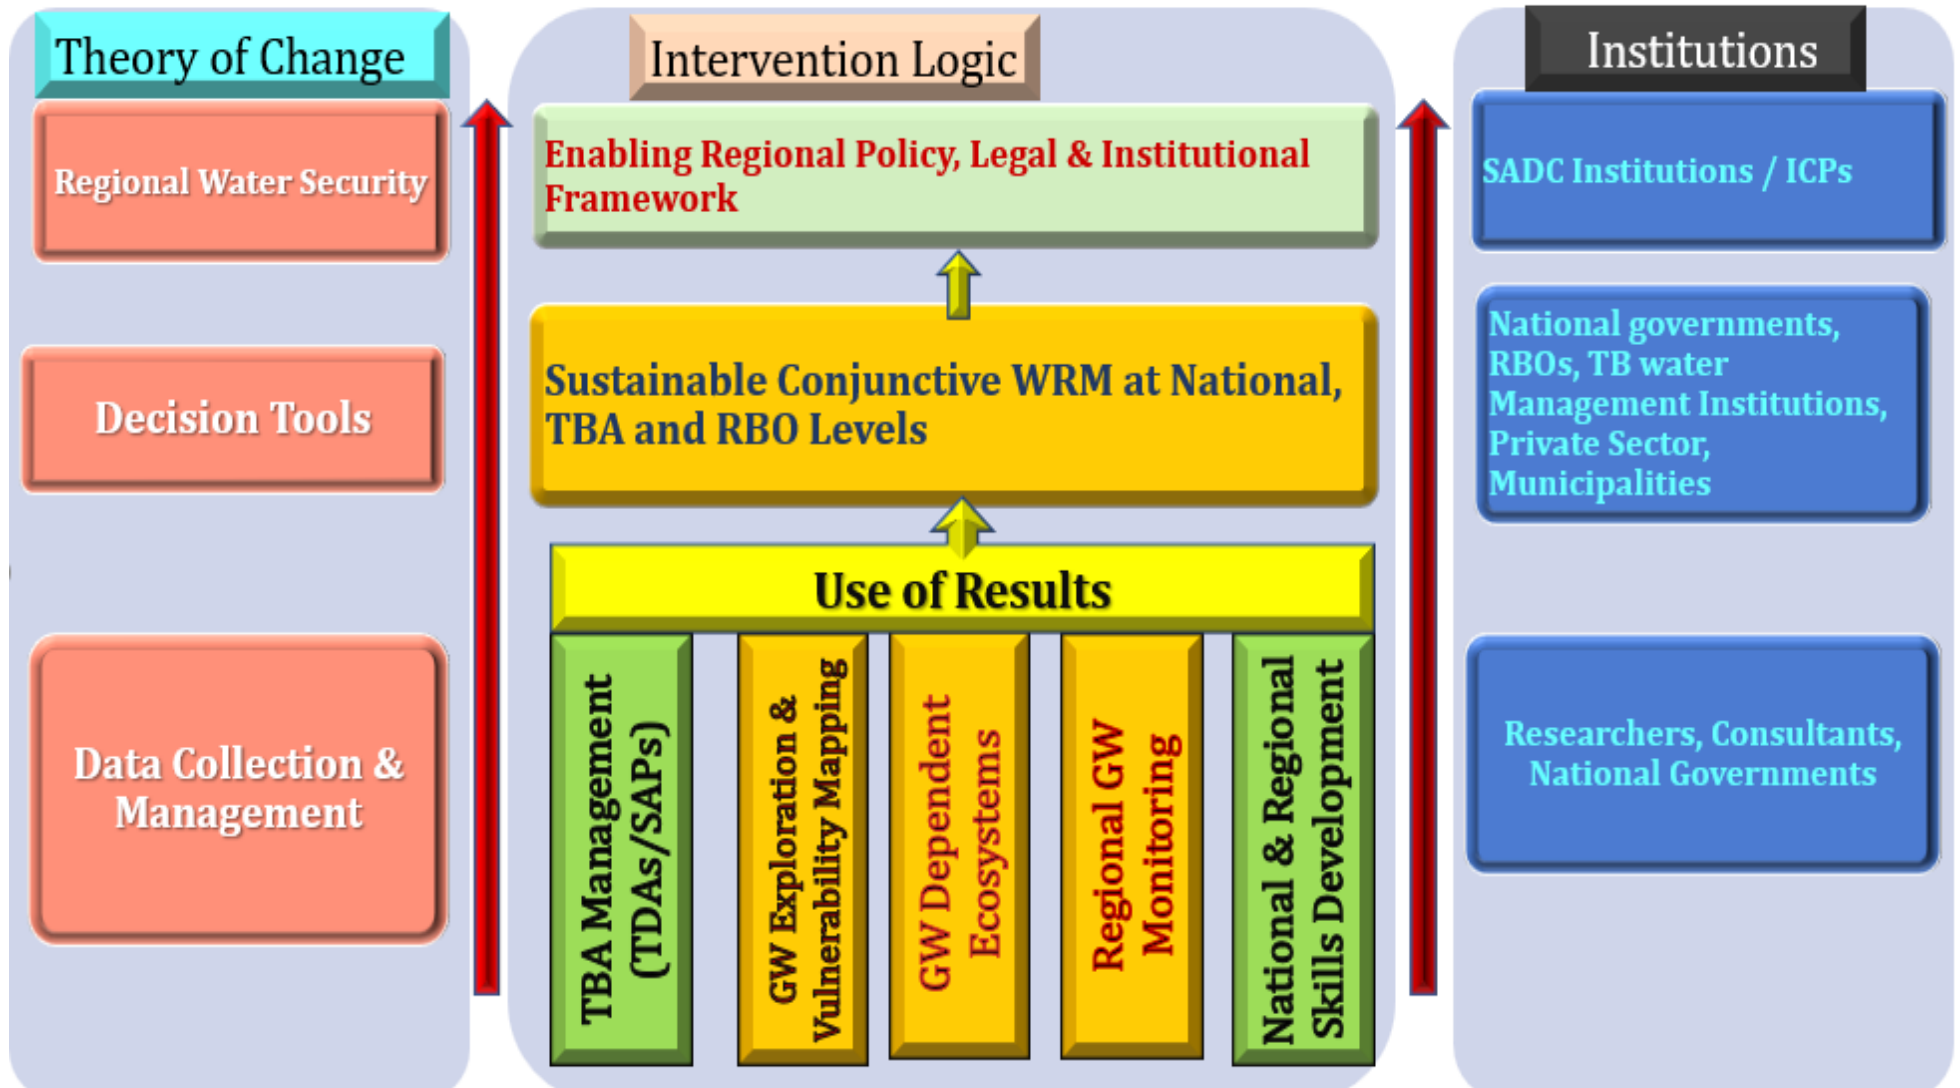 Theory of Change
Regional Water Security
Decision Tools
Data Collection &
Management
Intervention Logic
Enabling Regional Policy, Legal & Institutional
Framework
Sustainable Conjunctive WRM at National,
TBA and RBO Levels
Use of Results
TBA Management
(TDAs/SAPs)
GW Exploration &
Vulnerability Mapping
GW Dependent
Ecosystems
Regional GW
Monitoring
National & Regional
Skills Development
Institutions
SADC Institutions / ICPs
National governments,
RBOs, TB water
Management Institutions,
Private Sector,
Municipalities
Researchers, Consultants,
National Governments